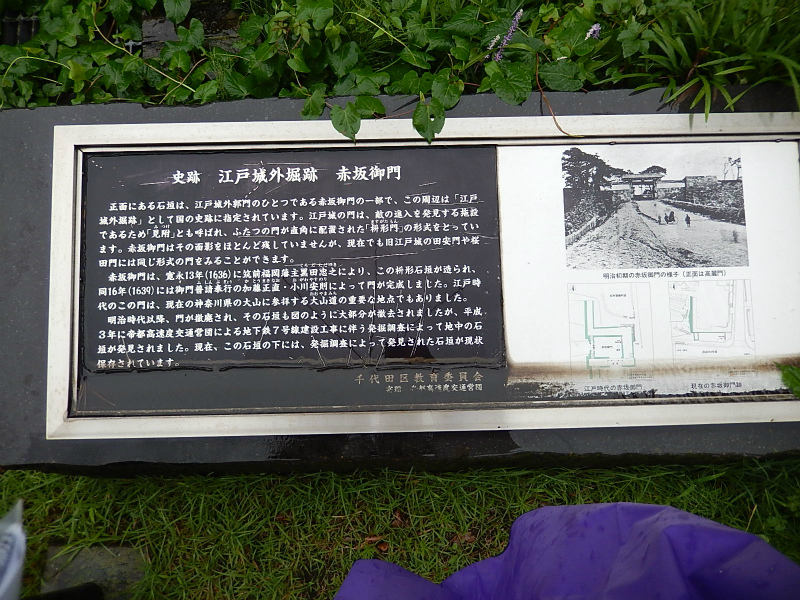 史跡 江戸城外堀跡 赤坂御門
正面にある石垣は、江戸城外郭門のひとつである赤坂御門の一部で、この周辺は「江戸
城外堀跡」として国の史跡に指定されています。江戸城の門は、敵の進入を発見する施設
であるため「見附」とも呼ばれ、ふたつの門が直角に配置された「枡形門」の形式をとってい
ます。赤坂御門はその面影をほとんど残していませんが、現在でも旧江戸城の田安門や桜
田門には同じ形式の門をみることができます。
赤坂御門は、寛永13年(1636)に筑前福岡藩主黒田忠之により、この枡形石垣が造られ、
同16年(1639)には御門普請奉行の加藤正直・小川安則によって門が完成しました。江戸時
代のこの門は、現在の神奈川県の大山に参拝する大山道の重要な地点でもありました。
明治時代以降、門が撤廃され、その石垣も図のように大部分が撤去されましたが、平成
3年に帝都高速度交通営団による地下鉄7号線建設工事に伴う発掘調査によって地中の石
垣が発見されました。現在、この石垣の下には、発掘調査によって発見された石垣が現状
保存されています。
千代田区教育委員会
帝都高速度交通営団
明治初期の赤坂御門の様子(正面は高麗門)
江戸時代の赤坂御門
現在の赤坂御門跡